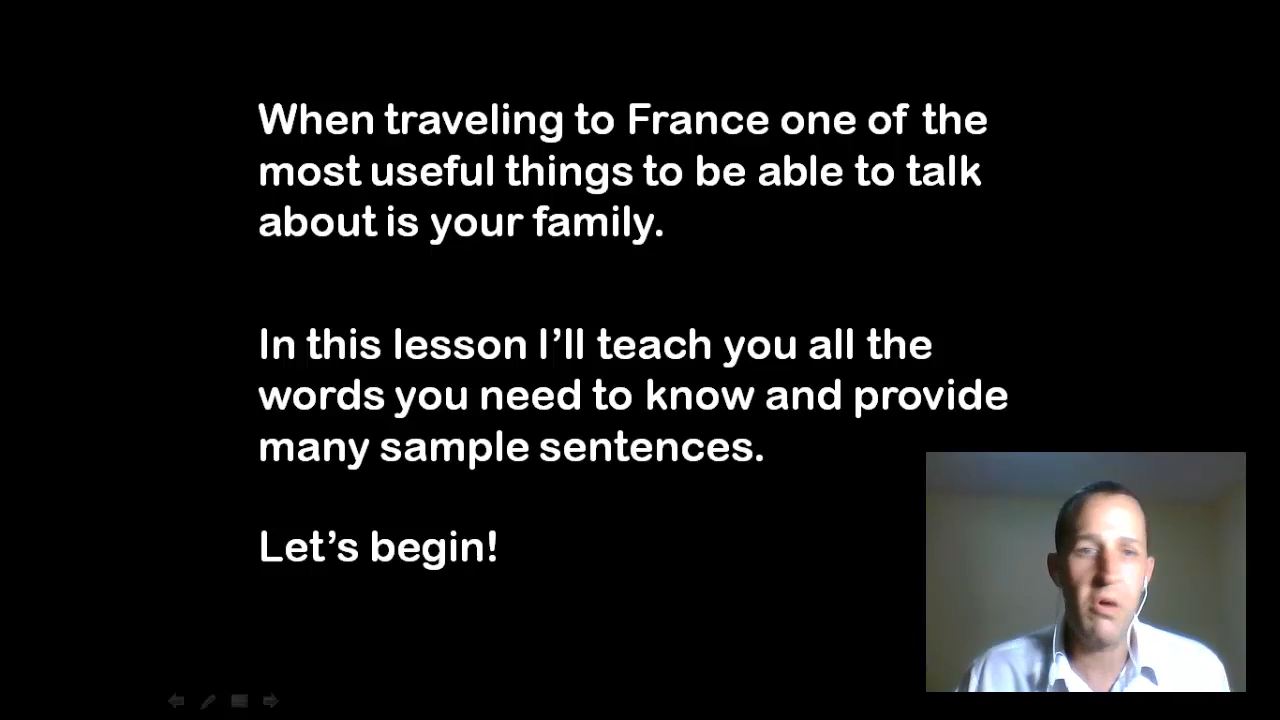 When traveling to France one of the
most useful things to be able to talk
about is your family.
In this lesson I’ll teach you all the
words you need to know and provide
many sample sentences.
Let’s begin!